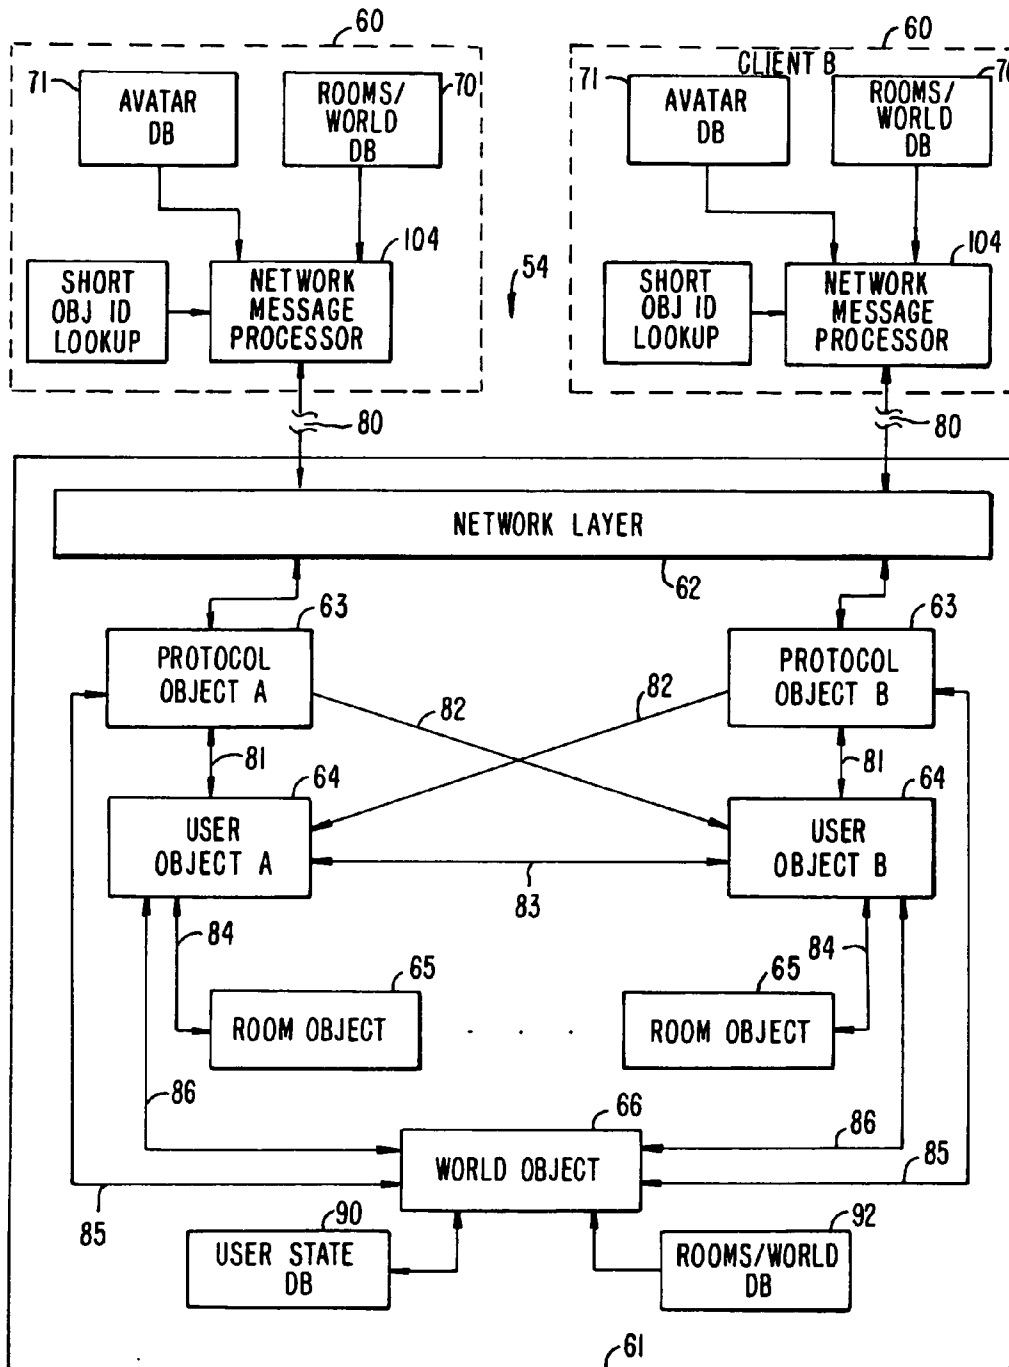 60
60
71
AVATAR
DB
ROOMS/
WORLD
DB
70
CLIENT B
71
AVATAR
DB
ROOMS/
WORLD
DB
SHORT
OBJ ID
LOOKUP
NETWORK
MESSAGE
PROCESSOR
104
54
SHORT
OBJ ID
LOOKUP
NETWORK
MESSAGE
PROCESSOR
104
80
80
NETWORK LAYER
62
63
63
PROTOCOL
OBJECT A
PROTOCOL
OBJECT B
82
82
81
81
64
64
USER
OBJECT A
USER
OBJECT B
83
84
84
65
65
ROOM OBJECT
. . .
ROOM OBJECT
86
66
86
WORLD OBJECT
85
85
90
92
USER STATE
DB
ROOMS/WORLD
DB
61